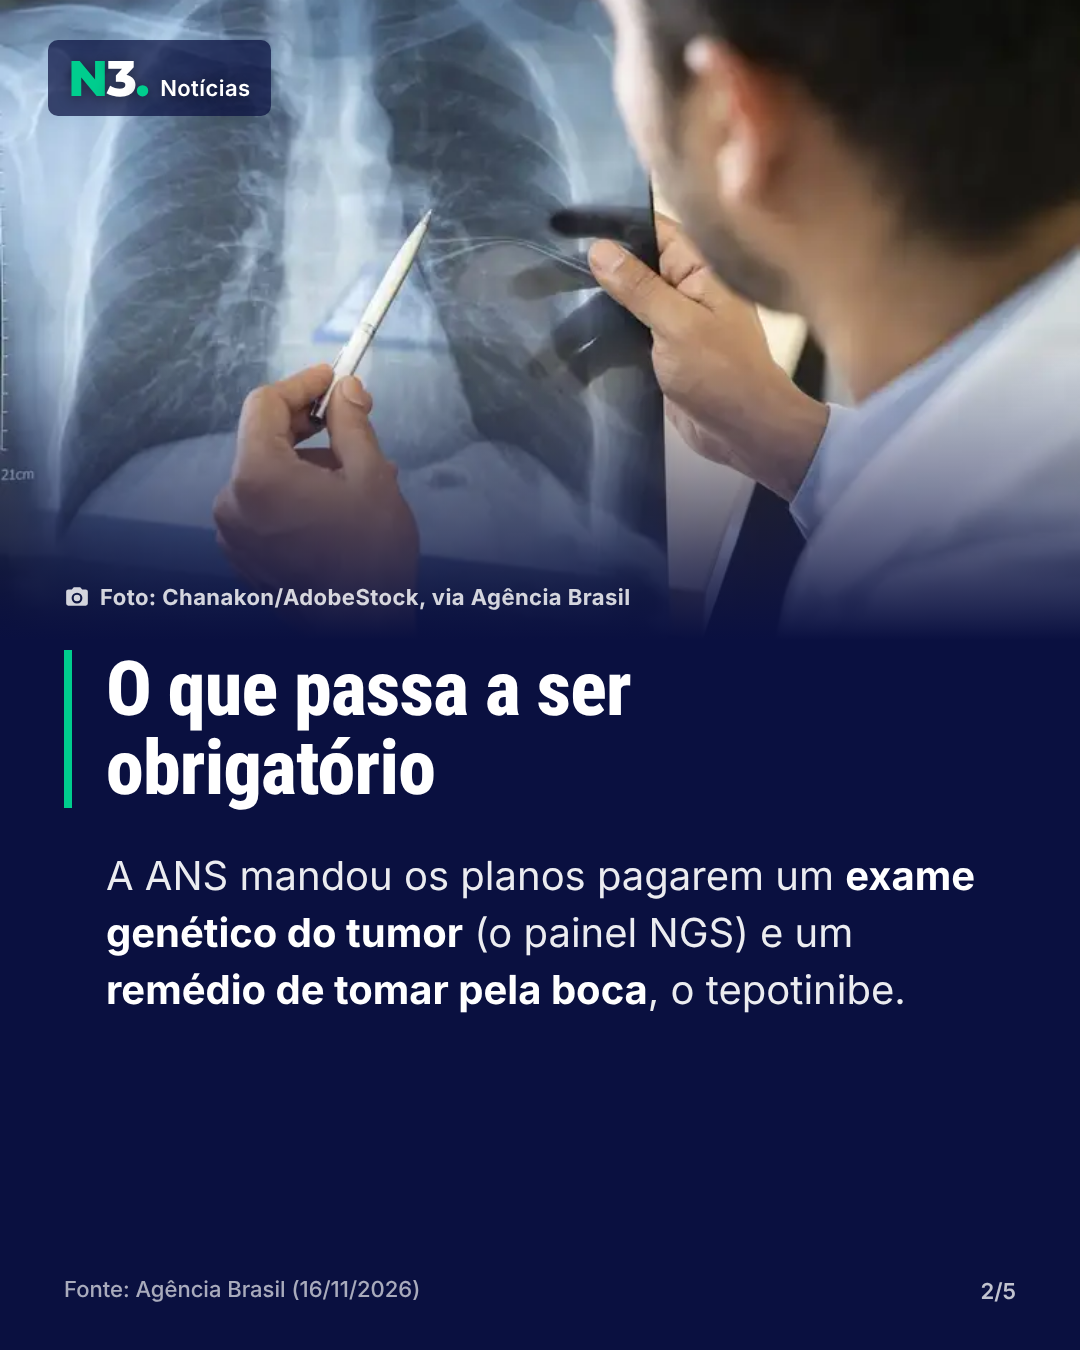 N3. Notícias
21cm
Foto: Chanakon/AdobeStock, via Agência Brasil
O que passa a ser
obrigatório
A ANS mandou os planos pagarem um exame
genético do tumor (o painel NGS) e um
remédio de tomar pela boca, o tepotinibe.
Fonte: Agência Brasil (16/11/2026)
2/5